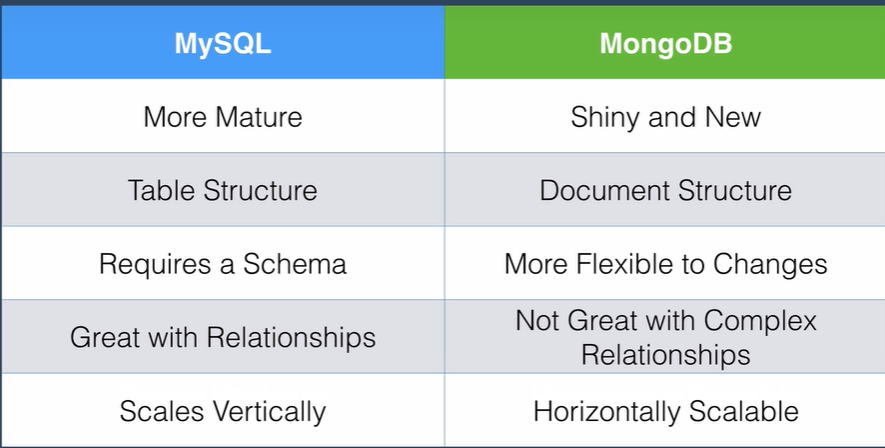 MySQL MongoDB
More Mature Shiny and New
Table Structure Document Structure
Requires a Schema More Flexible to Changes
Great with Relationships Not Great with Complex
Relationships
Scales Vertically Horizontally Scalable